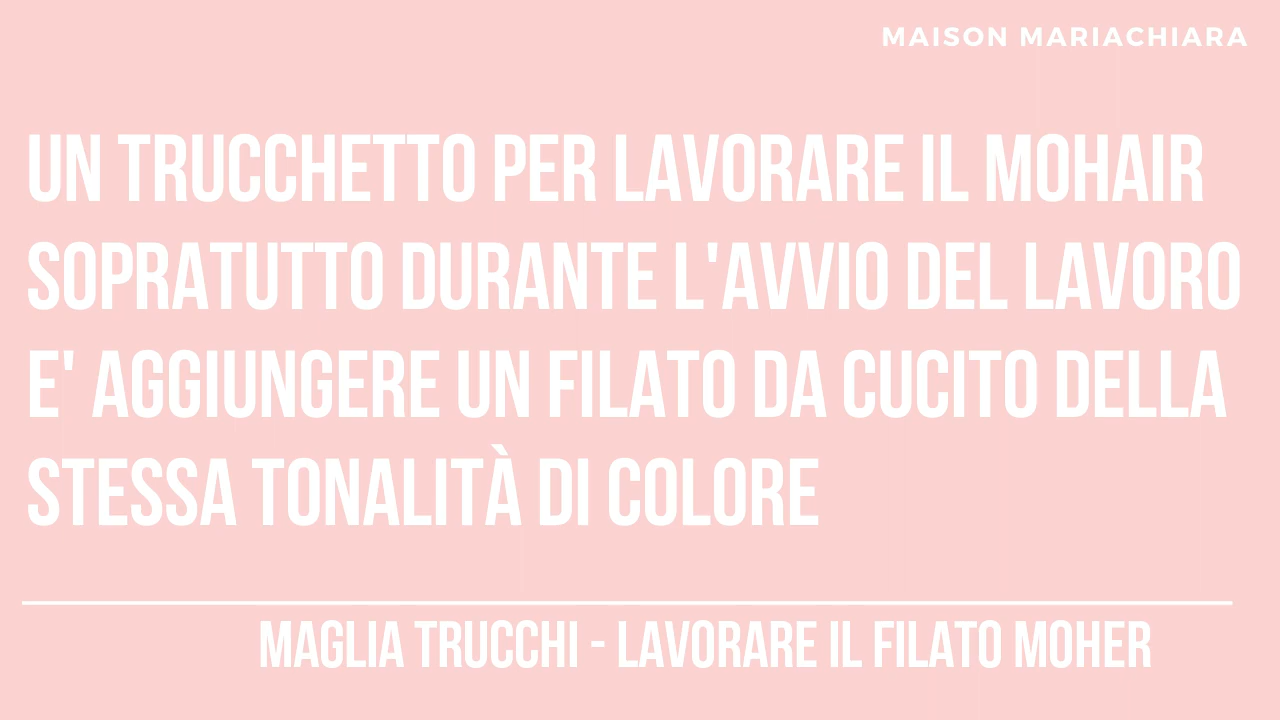 MAISON MARIACHIARA
UN TRUCCHETTO PER LAVORARE IL MOHAIR
SOPRATUTTO DURANTE L'AVVIO DEL LAVORO
E' AGGIUNGERE UN FILATO DA CUCITO DELLA
STESSA TONALITÀ DI COLORE
MAGLIA TRUCCHI - LAVORARE IL FILATO MOHER